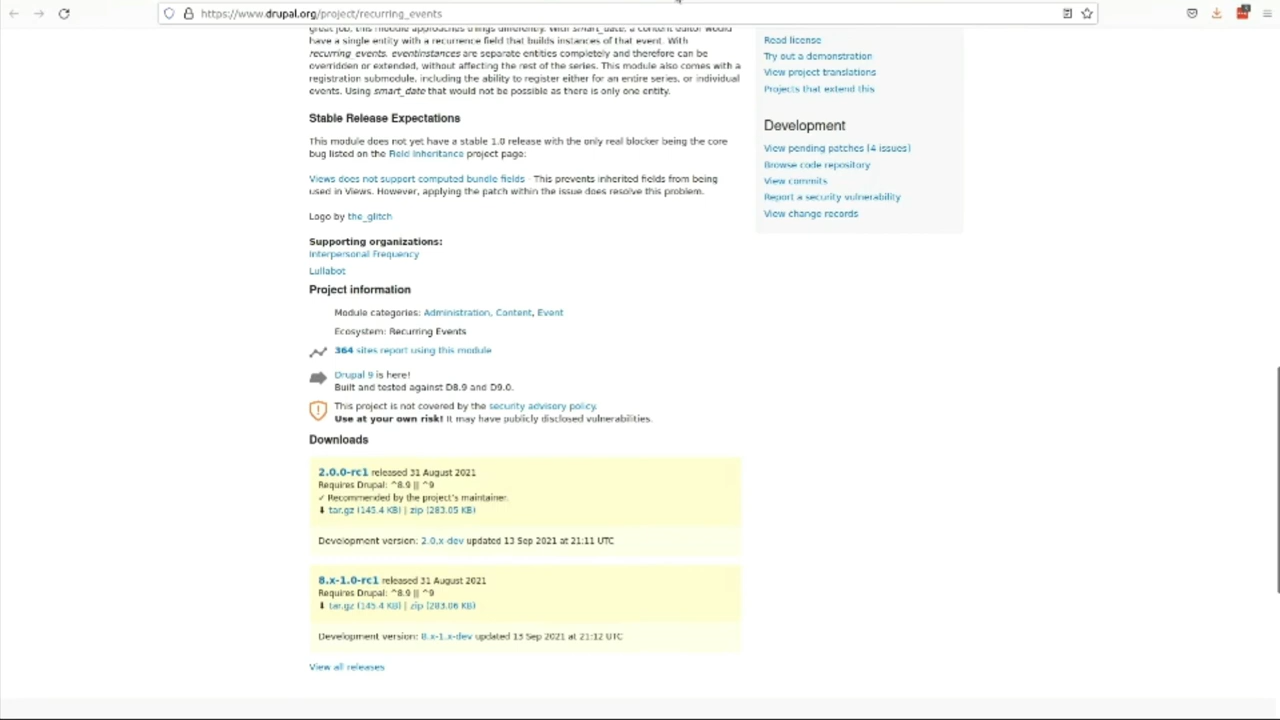 https://www.drupal.org/project/recurring_events
great job, this module approaches things differently. With smart_date, a content editor would
have a single entity with a recurrence field that builds instances of that event. With
recurring_events, eventinstances are separate entities completely and therefore can be
overridden or extended, without affecting the rest of the series. This module also comes with a
registration submodule, including the ability to register either for an entire series, or individual
events. Using smart_date that would not be possible as there is only one entity.
Stable Release Expectations
This module does not yet have a stable 1.0 release with the only real blocker being the core
bug listed on the Field Inheritance project page:
Views does not support computed bundle fields - This prevents inherited fields from being
used in Views. However, applying the patch within the issue does resolve this problem.
Logo by the_glitch
Supporting organizations:
Interpersonal Frequency
Lullabot
Project information
Module categories: Administration, Content, Event
Ecosystem: Recurring Events
364 sites report using this module
Drupal 9 is here!
Built and tested against D8.9 and D9.0.
This project is not covered by the security advisory policy.
Use at your own risk! It may have publicly disclosed vulnerabilities.
Downloads
2.0.0-rc1 released 31 August 2021
Requires Drupal: ^8.9 || ^9
✓ Recommended by the project's maintainer.
⬇ tar.gz (145.4 KB) | zip (283.05 KB)
Development version: 2.0.x-dev updated 13 Sep 2021 at 21:11 UTC
8.x-1.0-rc1 released 31 August 2021
Requires Drupal: ^8.9 || ^9
⬇ tar.gz (145.4 KB) | zip (283.06 KB)
Development version: 8.x-1.x-dev updated 13 Sep 2021 at 21:12 UTC
View all releases
Read license
Try out a demonstration
View project translations
Projects that extend this
Development
View pending patches (4 issues)
Browse code repository
View commits
Report a security vulnerability
View change records